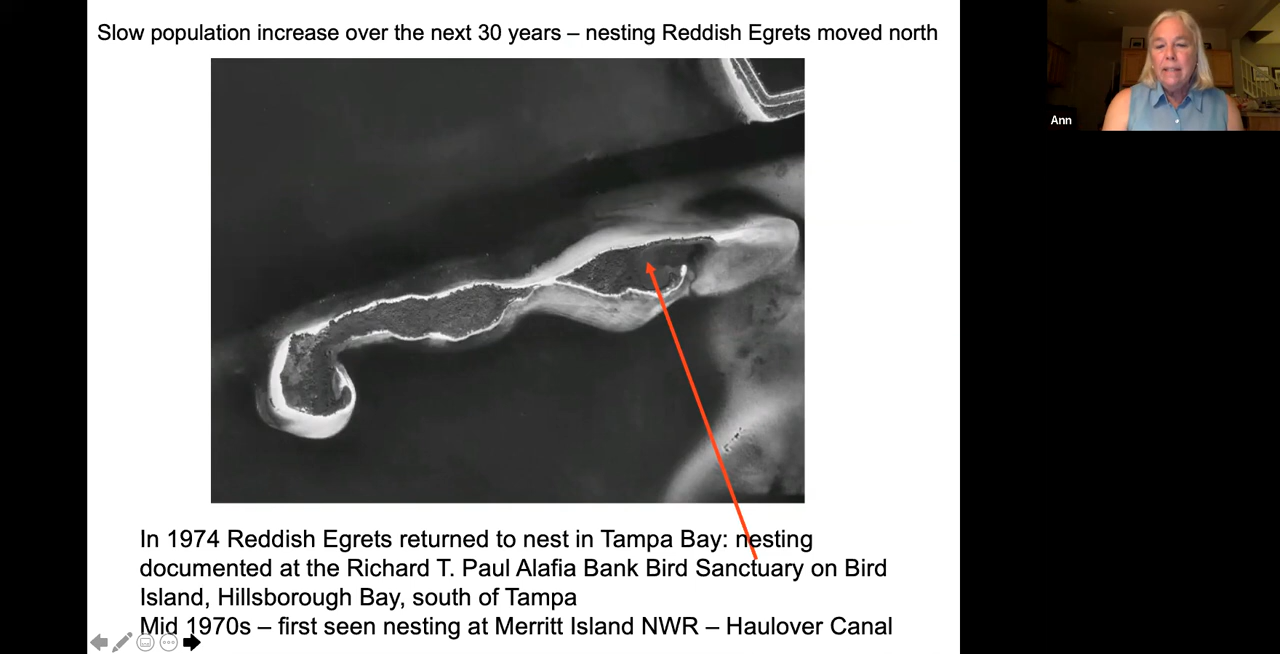 Slow population increase over the next 30 years – nesting Reddish Egrets moved north
Ann
In 1974 Reddish Egrets returned to nest in Tampa Bay: nesting
documented at the Richard T. Paul Alafia Bank Bird Sanctuary on Bird
Island, Hillsborough Bay, south of Tampa
Mid 1970s – first seen nesting at Merritt Island NWR – Haulover Canal